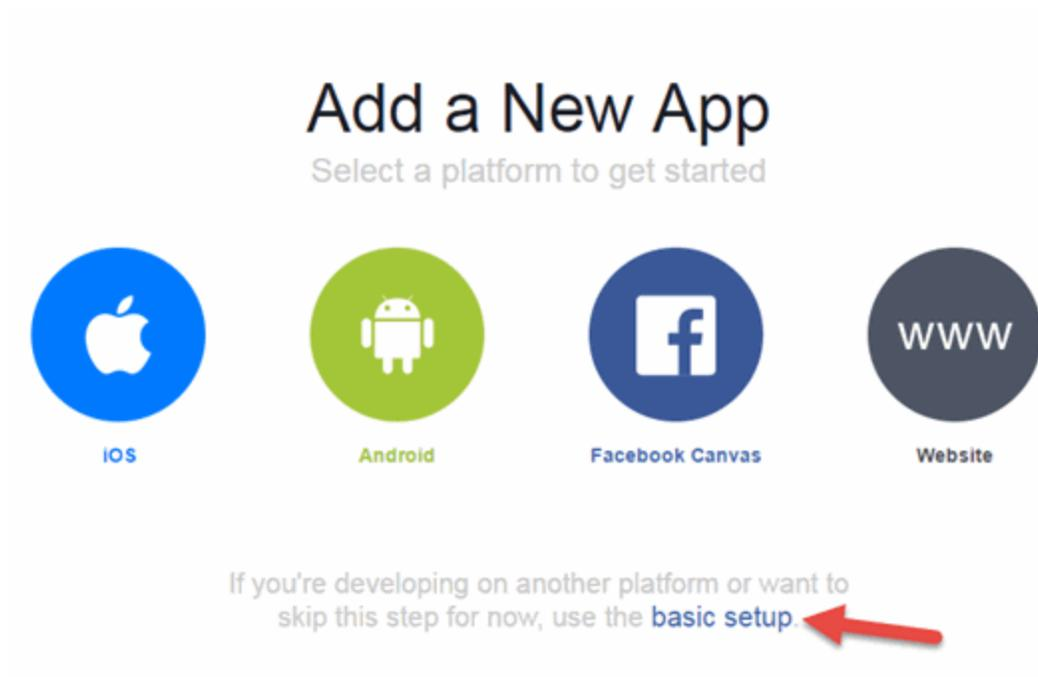 Add a New App
Select a platform to get started
www
iOS
Android
Facebook Canvas
Website
If you're developing on another platform or want to
skip this step for now, use the basic setup.